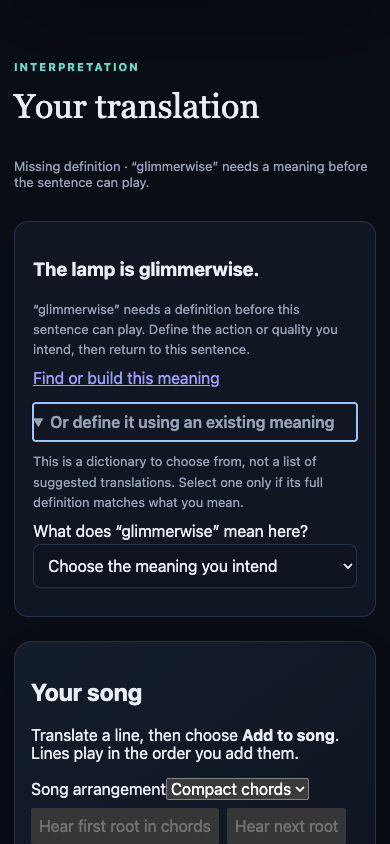 INTERPRETATION
Your translation
Missing definition · “glimmerwise” needs a meaning before
the sentence can play.
The lamp is glimmerwise.
“glimmerwise” needs a definition before this
sentence can play. Define the action or quality you
intend, then return to this sentence.
Find or build this meaning
▼ Or define it using an existing meaning
This is a dictionary to choose from, not a list of
suggested translations. Select one only if its full
definition matches what you mean.
What does “glimmerwise” mean here?
Choose the meaning you intend
Your song
Translate a line, then choose Add to song.
Lines play in the order you add them.
Song arrangement Compact chords
Hear first root in chords Hear next root